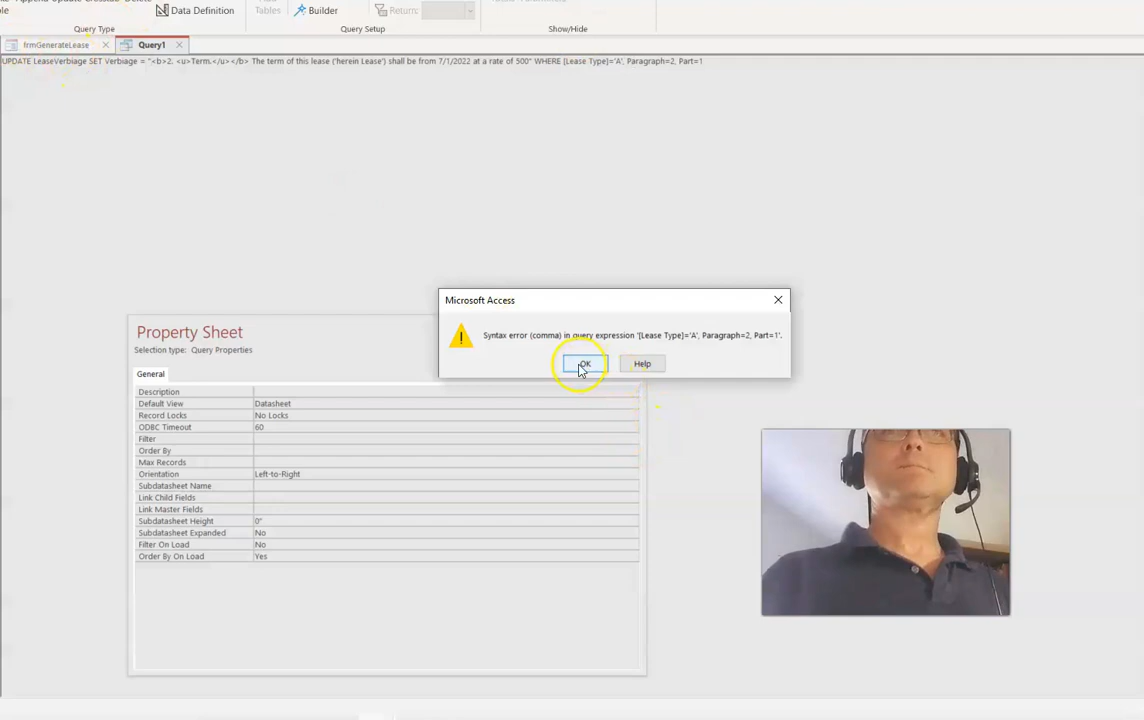 Data Definition
Tables
Builder
Return:
Query Type
Query Setup
Show/Hide
frmGenerateLease
Query1
UPDATE LeaseVerbiage SET Verbiage = "<b>2. <u>Term.</u></b> The term of this lease ('herein Lease') shall be from 7/1/2022 at a rate of 500" WHERE [Lease Type]='A', Paragraph=2, Part=1
Microsoft Access
Syntax error (comma) in query expression '[Lease Type]='A', Paragraph=2, Part=1'.
OK
Help
Property Sheet
Selection type: Query Properties
General
Description
Default View Datasheet
Record Locks No Locks
ODBC Timeout 60
Filter
Order By
Max Records
Orientation Left-to-Right
Subdatasheet Name
Link Child Fields
Link Master Fields
Subdatasheet Height 0"
Subdatasheet Expanded No
Filter On Load No
Order By On Load Yes